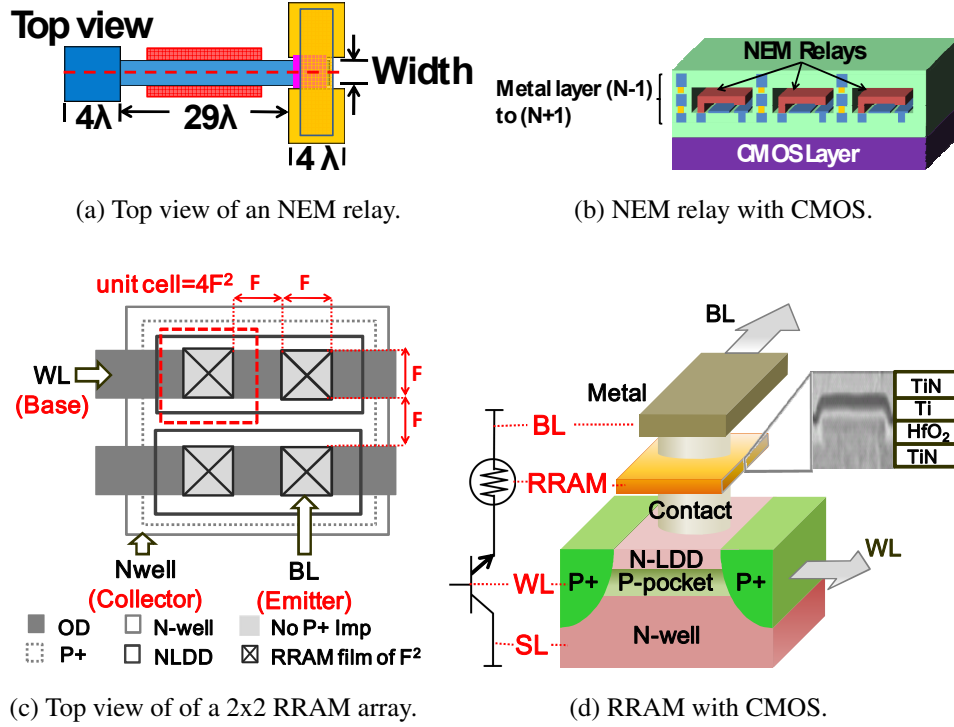 Top view
Width
4λ
29λ
4 λ
(a) Top view of an NEM relay.
NEM Relays
Metal layer (N-1)
to (N+1)
CMOS Layer
(b) NEM relay with CMOS.
unit cell=4F²
F
F
F
F
WL
(Base)
Nwell
(Collector)
BL
(Emitter)
OD
N-well
No P+ Imp
P+
NLDD
RRAM film of F²
(c) Top view of of a 2x2 RRAM array.
BL
Metal
BL
RRAM
Contact
TiN
Ti
HfO₂
TiN
WL
N-LDD
P+
P-pocket
P+
WL
SL
N-well
(d) RRAM with CMOS.